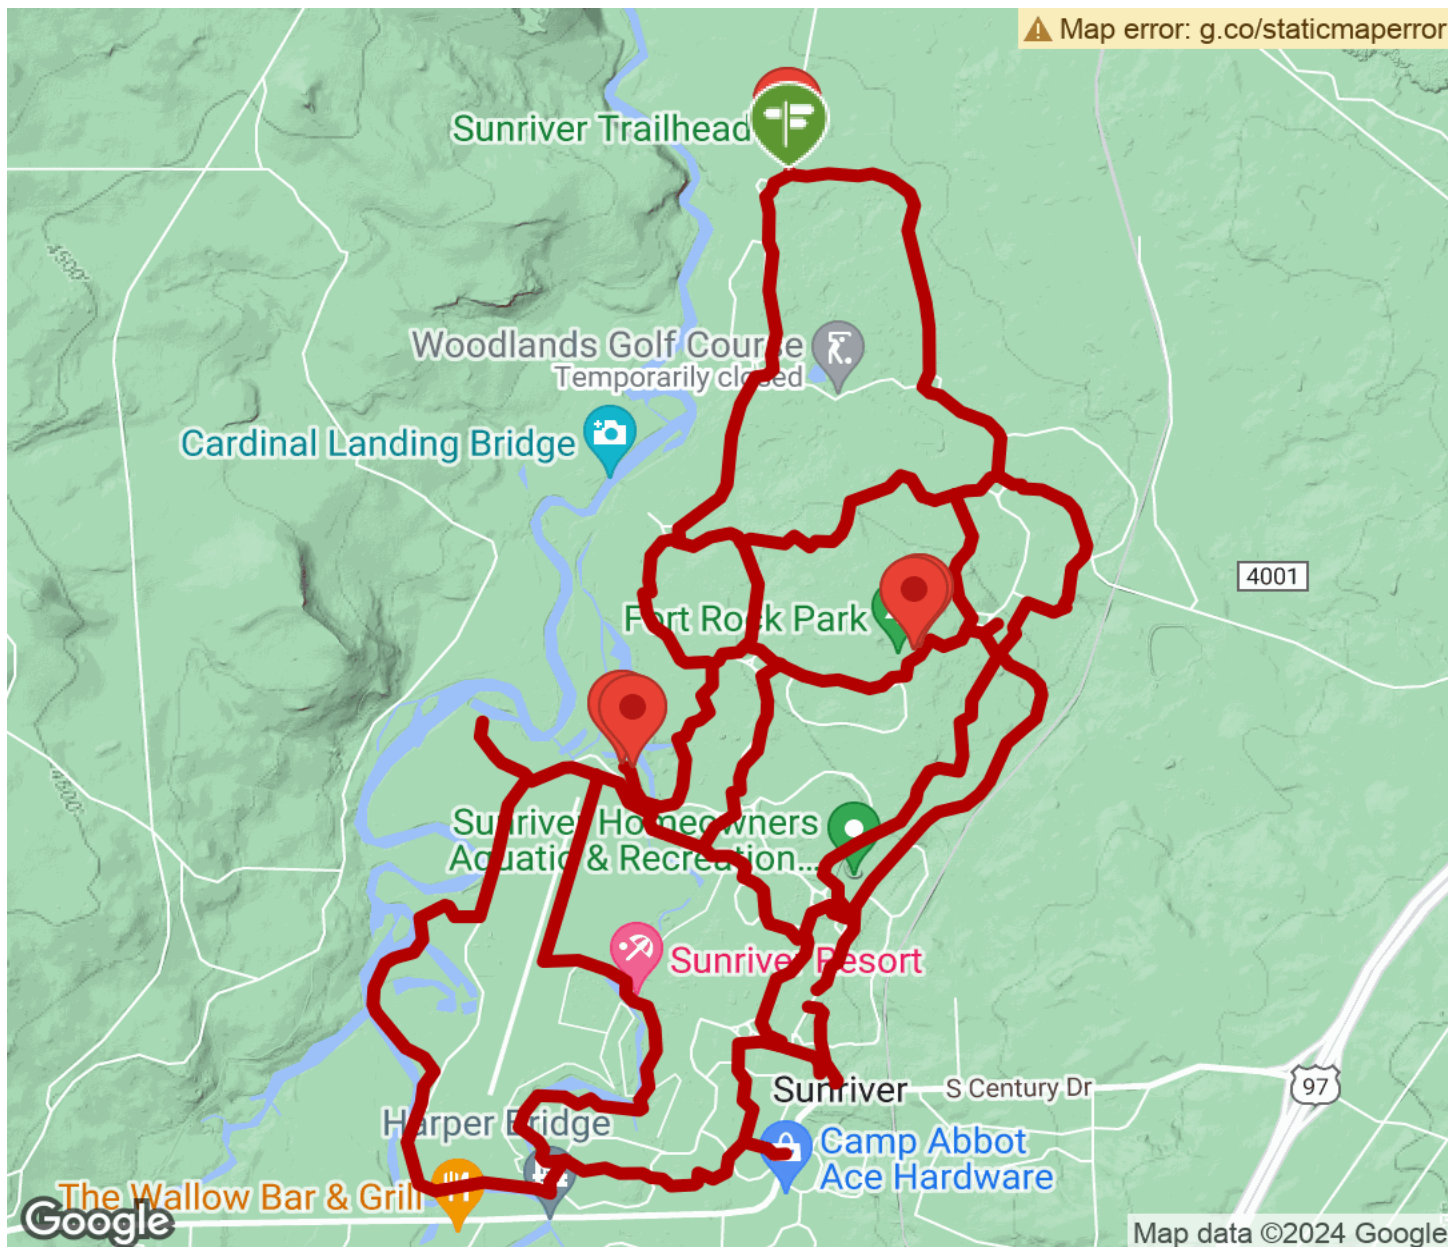 Map error: g.co/staticmaperror
Sunriver Trailhead
4500'
Woodlands Golf Course
Temporarily closed
Cardinal Landing Bridge
4001
Fort Rock Park
4500'
Sunriver Homeowners
Aquatic & Recreation...
Sunriver Resort
Sunriver
S Century Dr
97
Harper Bridge
Camp Abbot
Ace Hardware
The Wallow Bar & Grill
Google
Map data ©2024 Google